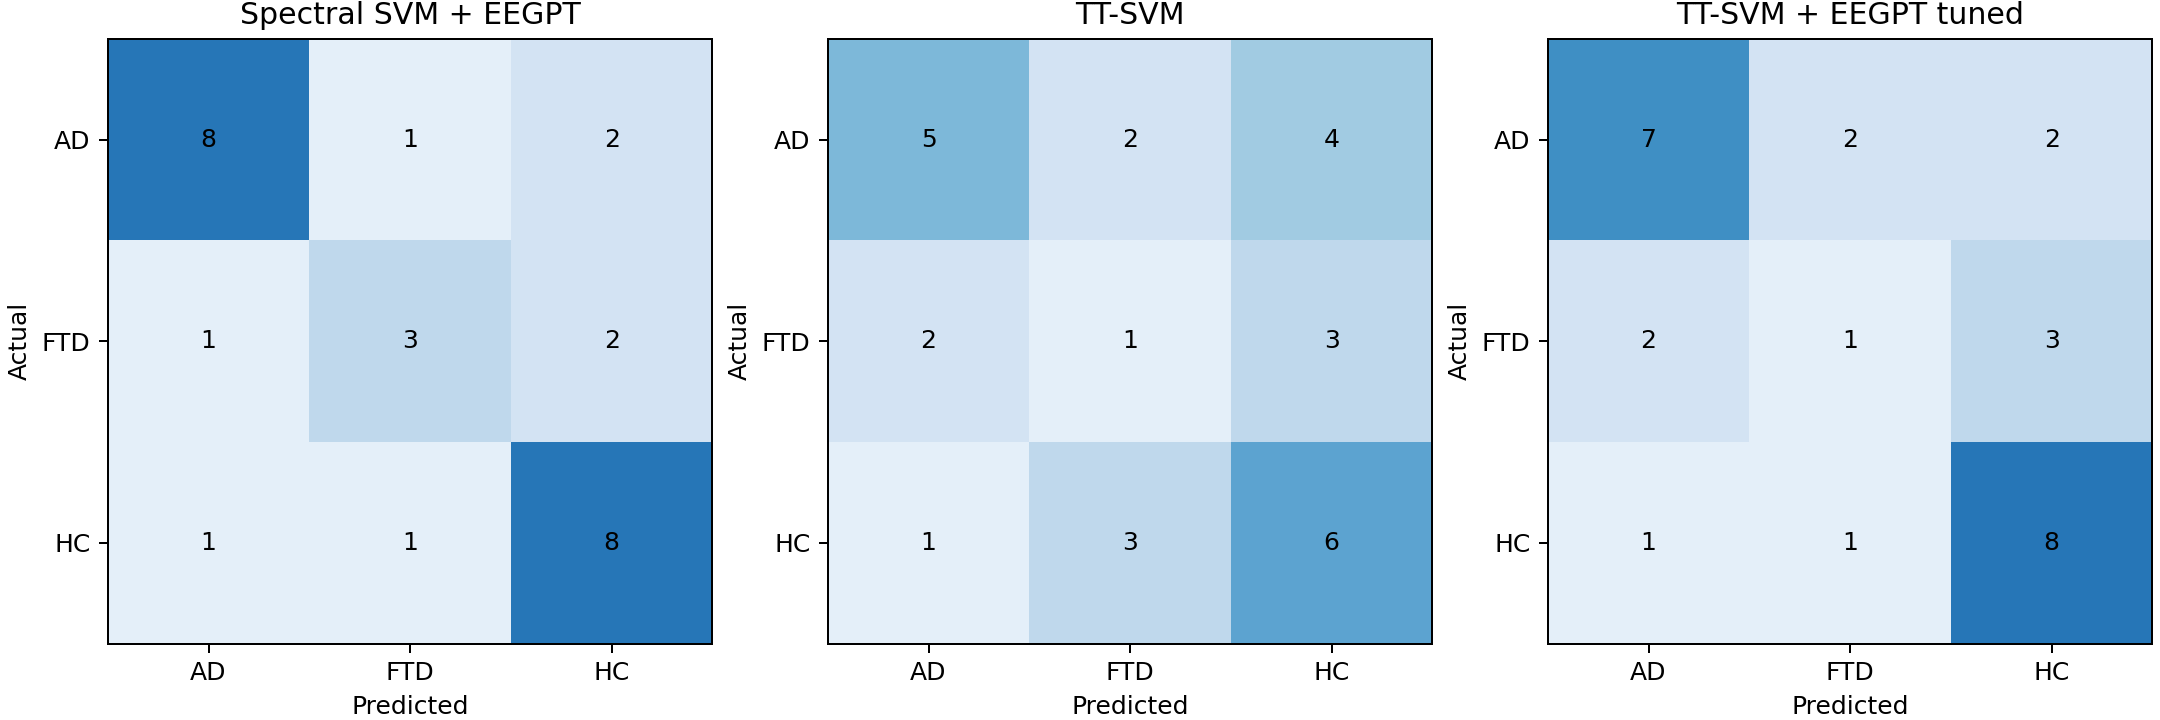 Spectral SVM + EEGPT
Actual
AD 8 1 2
FTD 1 3 2
HC 1 1 8
AD FTD HC
Predicted
TT-SVM
Actual
AD 5 2 4
FTD 2 1 3
HC 1 3 6
AD FTD HC
Predicted
TT-SVM + EEGPT tuned
Actual
AD 7 2 2
FTD 2 1 3
HC 1 1 8
AD FTD HC
Predicted